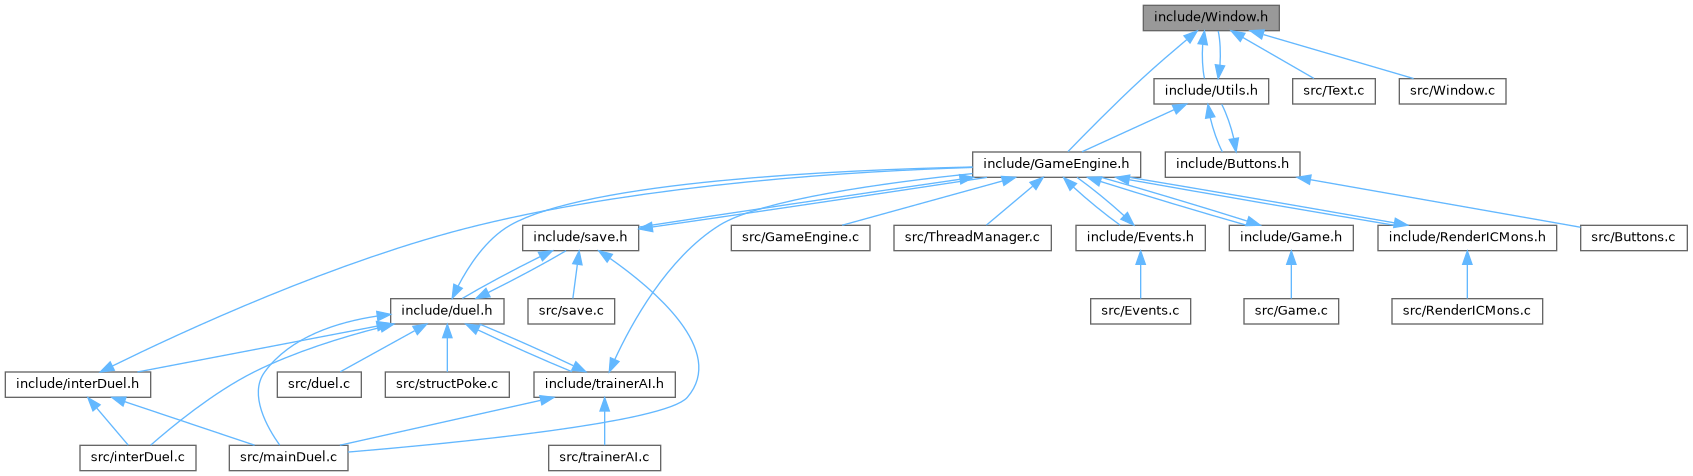 include/Window.h
include/Utils.h
src/Text.c
src/Window.c
include/GameEngine.h
include/Buttons.h
include/save.h
src/GameEngine.c
src/ThreadManager.c
include/Events.h
include/Game.h
include/RenderICMons.h
src/Buttons.c
include/duel.h
src/save.c
src/Events.c
src/Game.c
src/RenderICMons.c
include/interDuel.h
src/duel.c
src/structPoke.c
include/trainerAI.h
src/interDuel.c
src/mainDuel.c
src/trainerAI.c